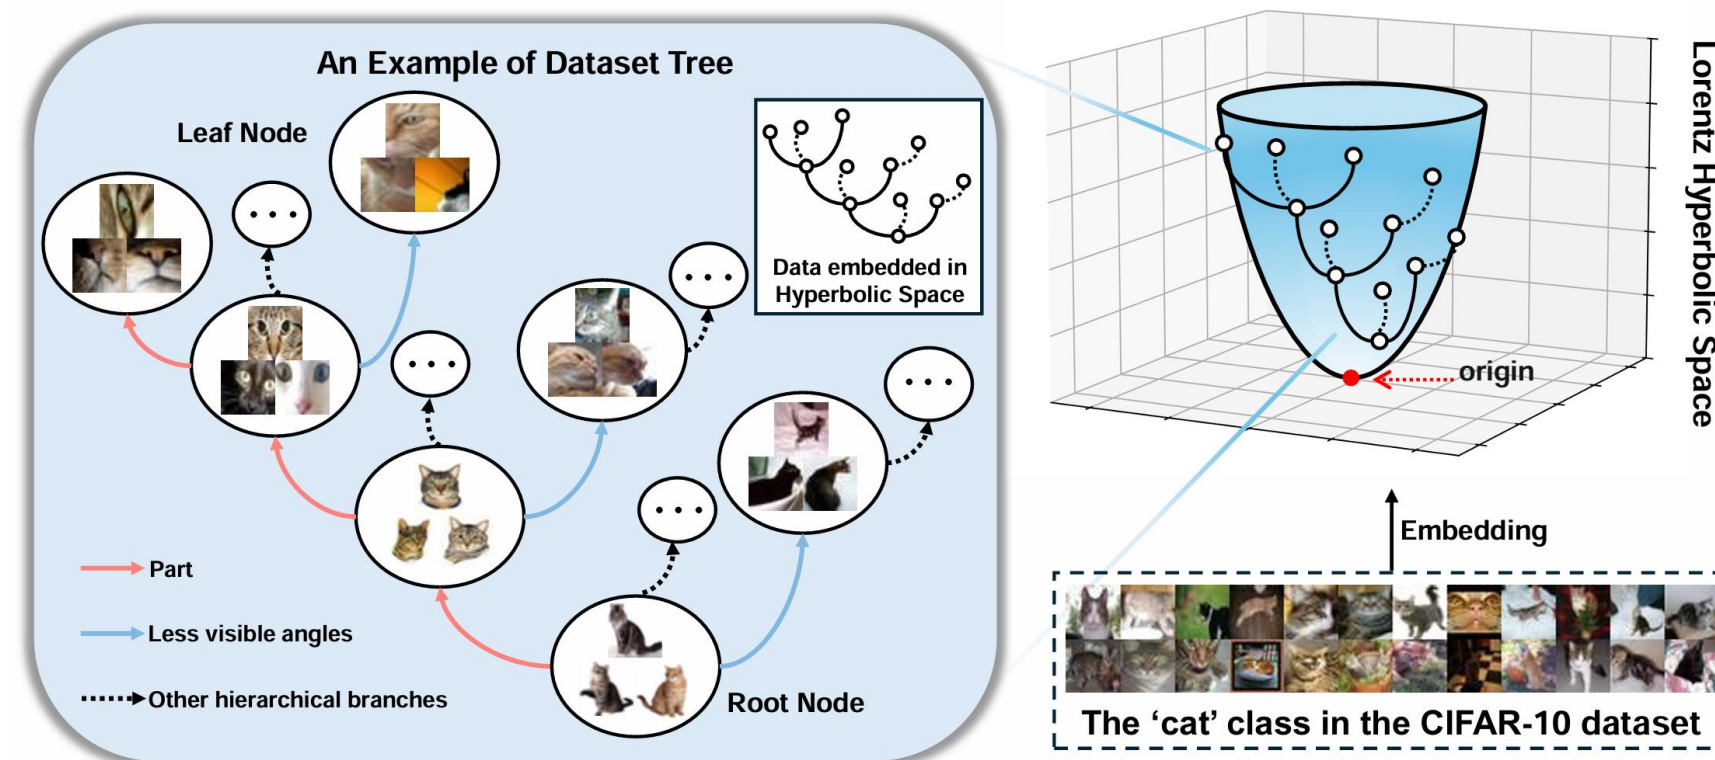 An Example of Dataset Tree
Leaf Node
Data embedded in
Hyperbolic Space
Part
Less visible angles
Other hierarchical branches
Root Node
Lorentz Hyperbolic Space
origin
Embedding
The ‘cat’ class in the CIFAR-10 dataset